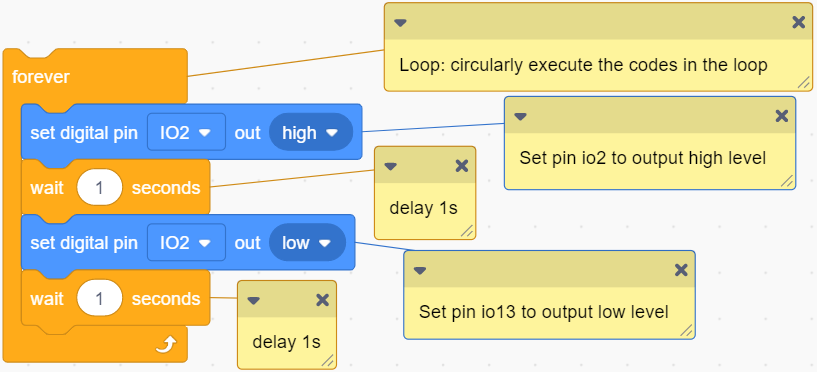 Loop: circularly execute the codes in the loop
forever
set digital pin IO2 out high
Set pin io2 to output high level
wait 1 seconds
delay 1s
set digital pin IO2 out low
Set pin io13 to output low level
wait 1 seconds
delay 1s